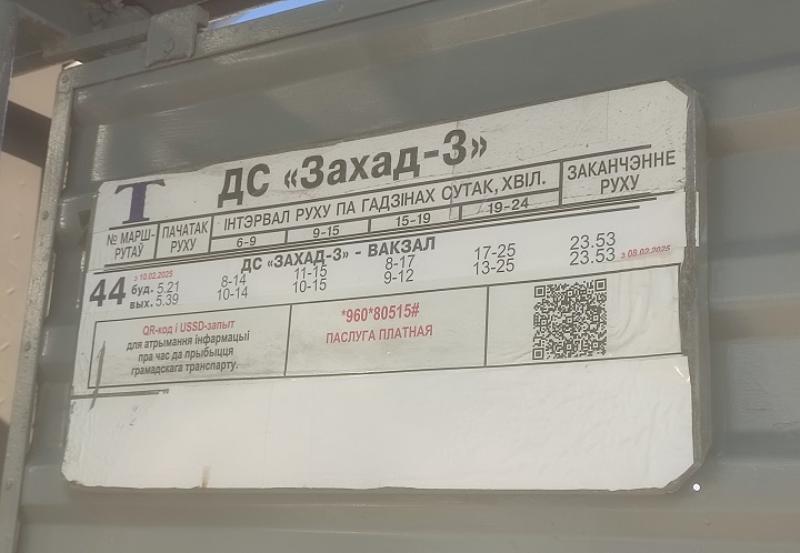 Т
ДС «Захад-3»
№ МАРШ-РУТАЎ ПАЧАТАК РУХУ ІНТЭРВАЛ РУХУ ПА ГАДЗІНАХ СУТАК, ХВІЛ. ЗАКАНЧЭННЕ РУХУ
6-9 9-15 15-19 19-24
ДС «ЗАХАД-3» - ВАКЗАЛ
44 з 10.02.2025
буд. 5.21 8-14 11-15 8-17 17-25 23.53
вых. 5.39 10-14 10-15 9-12 13-25 23.53 з 08.02.2025
QR-код і USSD-запыт
для атрымання інфармацыі
пра час да прыбыцця
грамадскага транспарту.
*960*80515#
ПАСЛУГА ПЛАТНАЯ